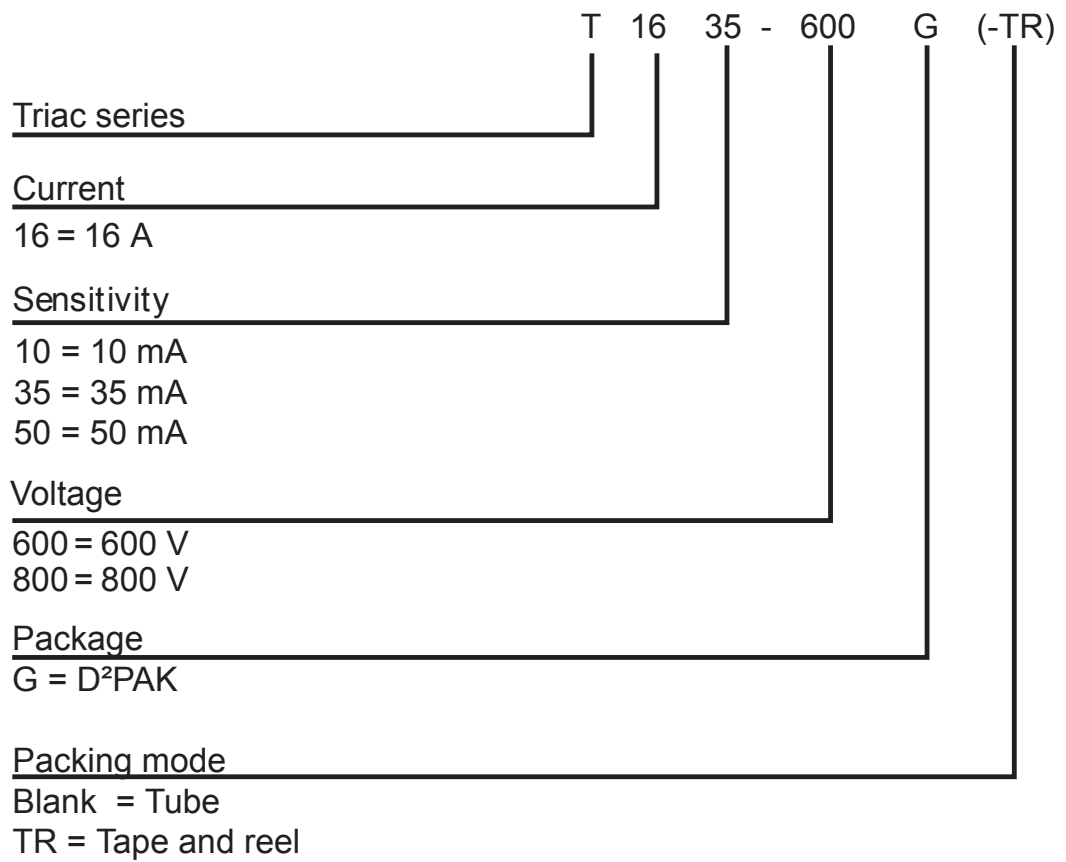 T 16 35 - 600 G (-TR)
Triac series
Current
16 = 16 A
Sensitivity
10 = 10 mA
35 = 35 mA
50 = 50 mA
Voltage
600 = 600 V
800 = 800 V
Package
G = D²PAK
Packing mode
Blank = Tube
TR = Tape and reel